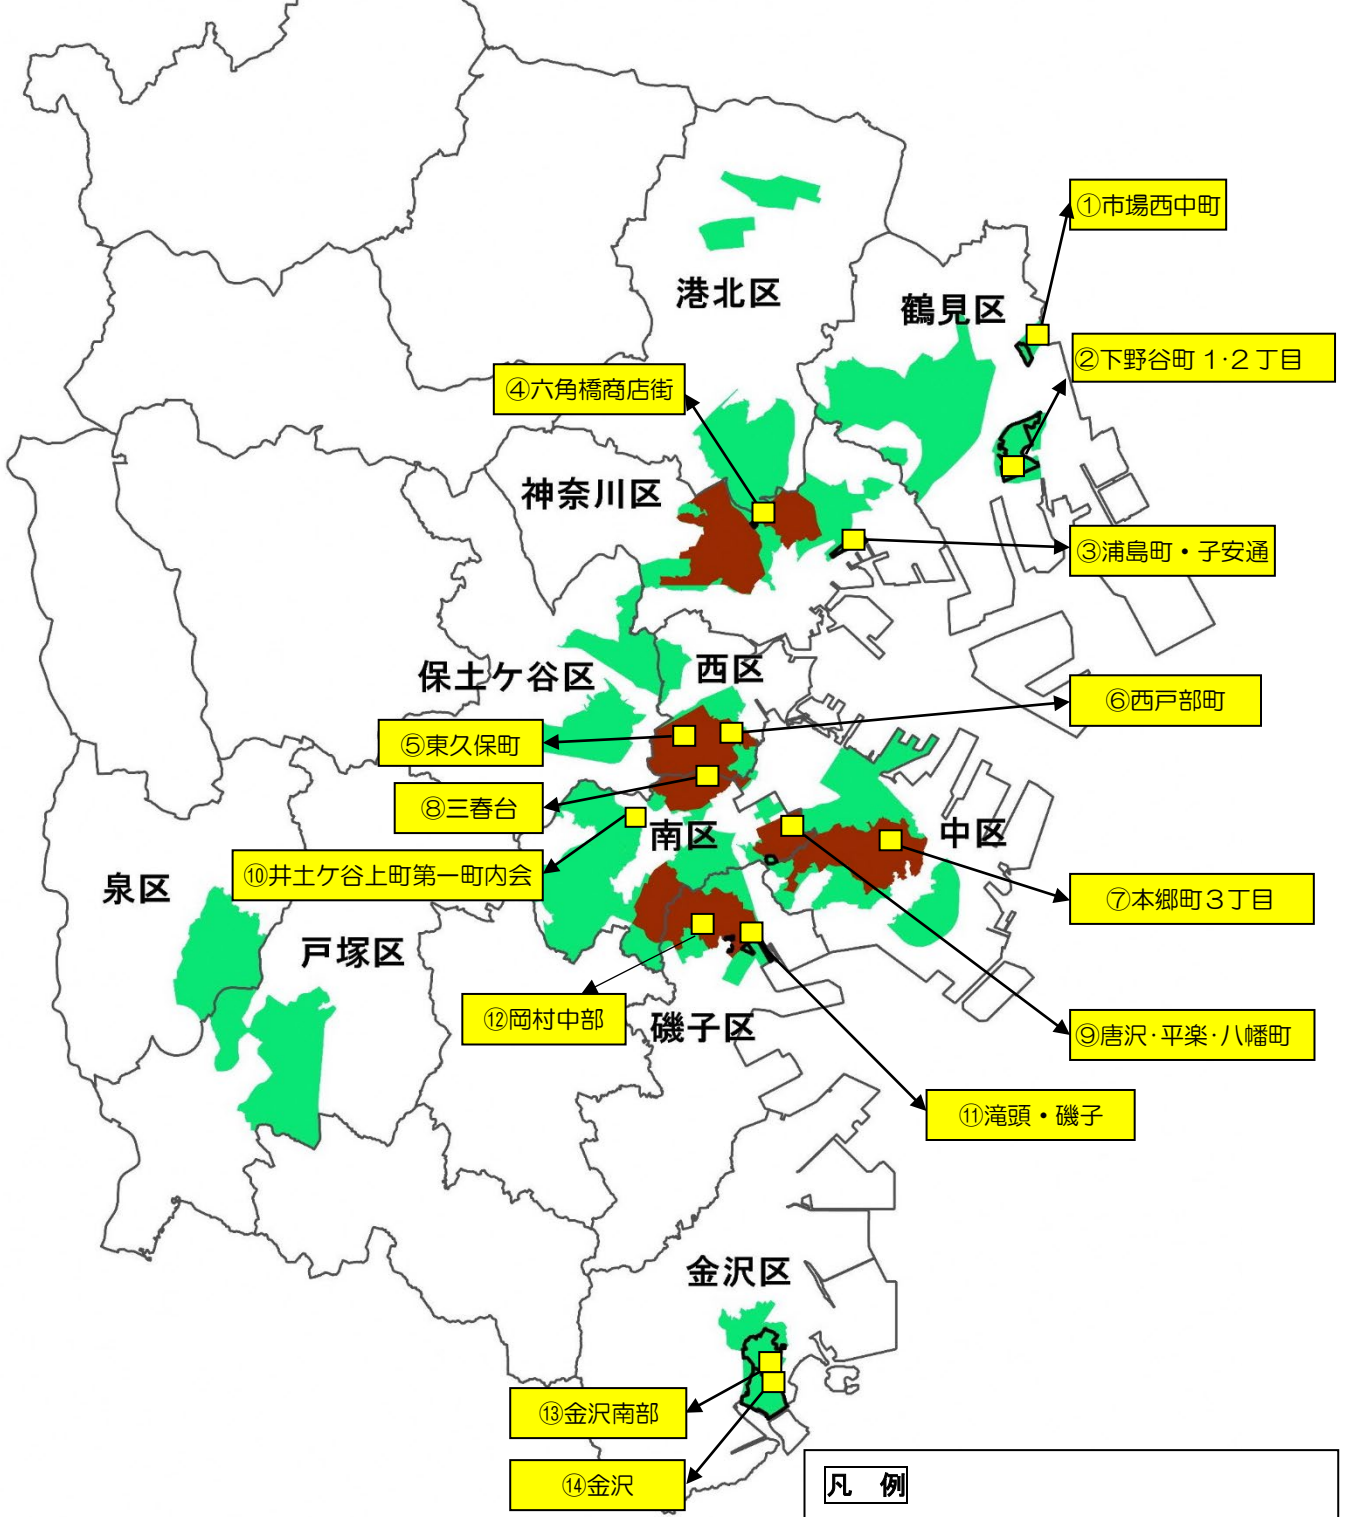 ①市場西中町
港北区
鶴見区
②下野谷町 1・2 丁目
④六角橋商店街
神奈川区
③浦島町・子安通
保土ケ谷区
西区
⑥西戸部町
⑤東久保町
⑧三春台
南区
中区
⑩井土ケ谷上町第一町内会
泉区
⑦本郷町3丁目
戸塚区
⑫岡村中部
磯子区
⑨唐沢・平楽・八幡町
⑪滝頭・磯子
金沢区
⑬金沢南部
⑭金沢
凡 例